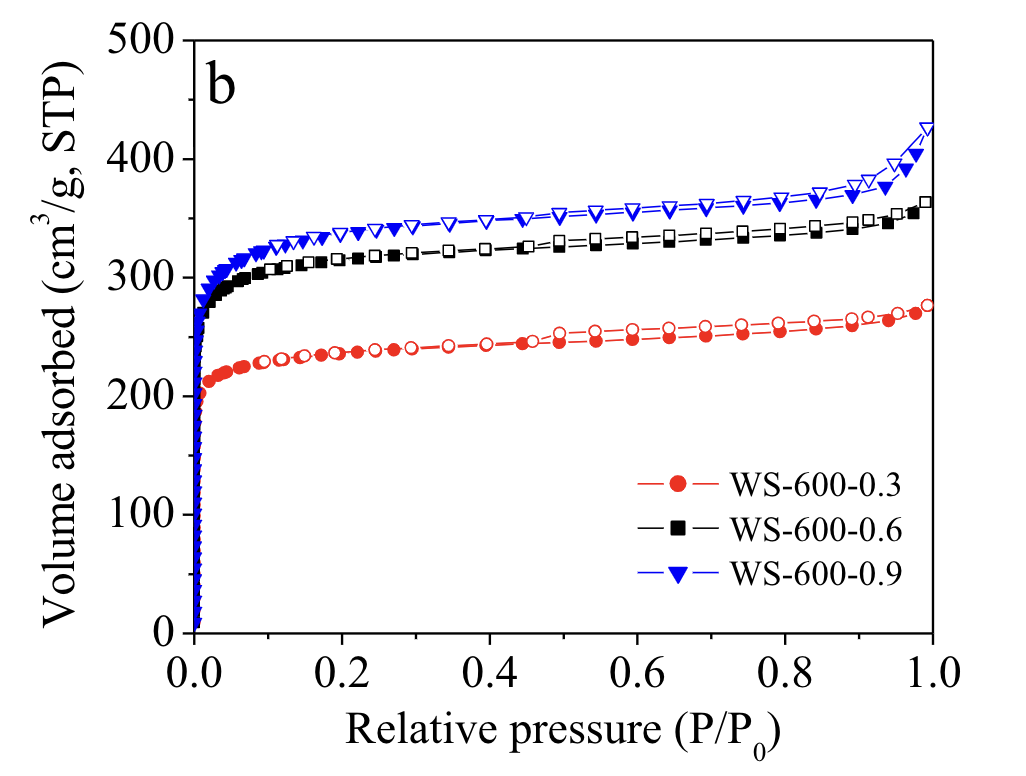 b
500
400
300
200
100
0
Volume adsorbed (cm³/g, STP)
WS-600-0.3
WS-600-0.6
WS-600-0.9
0.0 0.2 0.4 0.6 0.8 1.0
Relative pressure (P/P₀)